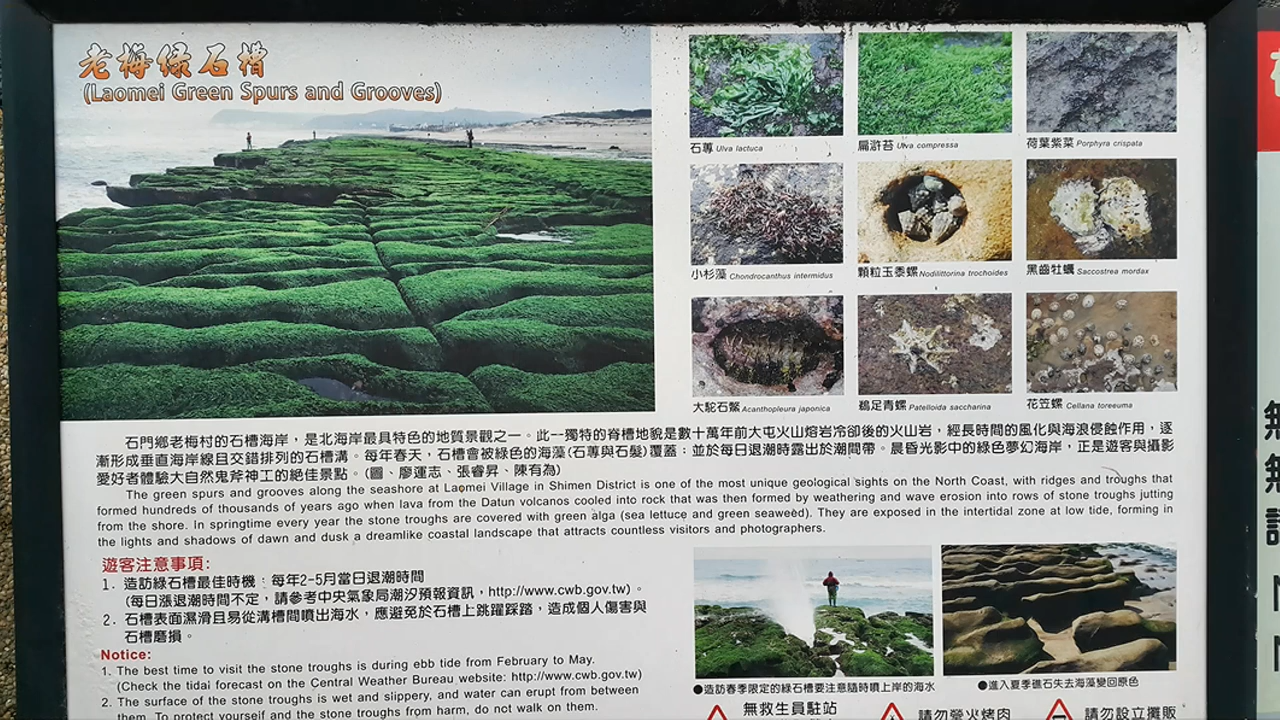 老梅綠石槽
(Laomei Green Spurs and Grooves)
石蓴 Ulva lactuca
扁滸苔 Ulva compressa
荷葉紫菜 Porphyra crispata
小杉藻 Chondrocanthus intermidus
顆粒玉黍螺 Nodilittorina trochoides
黑齒牡蠣 Saccostrea mordax
大駝石鱉 Acanthopleura japonica
鵜足青螺 Patelloida saccharina
花笠螺 Cellana toreeuma
石門鄉老梅村的石槽海岸，是北海岸最具特色的地質景觀之一。此一獨特的脊槽地貌是數十萬年前大屯火山熔岩冷卻後的火山岩，經長時間的風化與海浪侵蝕作用，逐
漸形成垂直海岸線且交錯排列的石槽溝。每年春天，石槽會被綠色的海藻(石蓴與石髮)覆蓋；並於每日退潮時露出於潮間帶。晨昏光影中的綠色夢幻海岸，正是遊客與攝影
愛好者體驗大自然鬼斧神工的絕佳景點。(圖、廖運志、張睿昇、陳有為)
The green spurs and grooves along the seashore at Laomei Village in Shimen District is one of the most unique geological sights on the North Coast, with ridges and troughs that
formed hundreds of thousands of years ago when lava from the Datun volcanos cooled into rock that was then formed by weathering and wave erosion into rows of stone troughs jutting
from the shore. In springtime every year the stone troughs are covered with green alga (sea lettuce and green seaweed). They are exposed in the intertidal zone at low tide, forming in
the lights and shadows of dawn and dusk a dreamlike coastal landscape that attracts countless visitors and photographers.
遊客注意事項:
1. 造訪綠石槽最佳時機：每年2-5月當日退潮時間
(每日漲退潮時間不定，請參考中央氣象局潮汐預報資訊，http://www.cwb.gov.tw) 。
2. 石槽表面濕滑且易從溝槽間噴出海水，應避免於石槽上跳躍踩踏，造成個人傷害與
石槽磨損。
Notice:
1. The best time to visit the stone troughs is during ebb tide from February to May.
(Check the tidal forecast on the Central Weather Bureau website: http://www.cwb.gov.tw)
2. The surface of the stone troughs is wet and slippery, and water can erupt from between
them. To protect yourself and the stone troughs from harm, do not walk on them.
●造訪春季限定的綠石槽要注意隨時噴上岸的海水
●進入夏季礁石失去海藻變回原色
無救生員駐站
請勿營火烤肉
請勿設立攤販